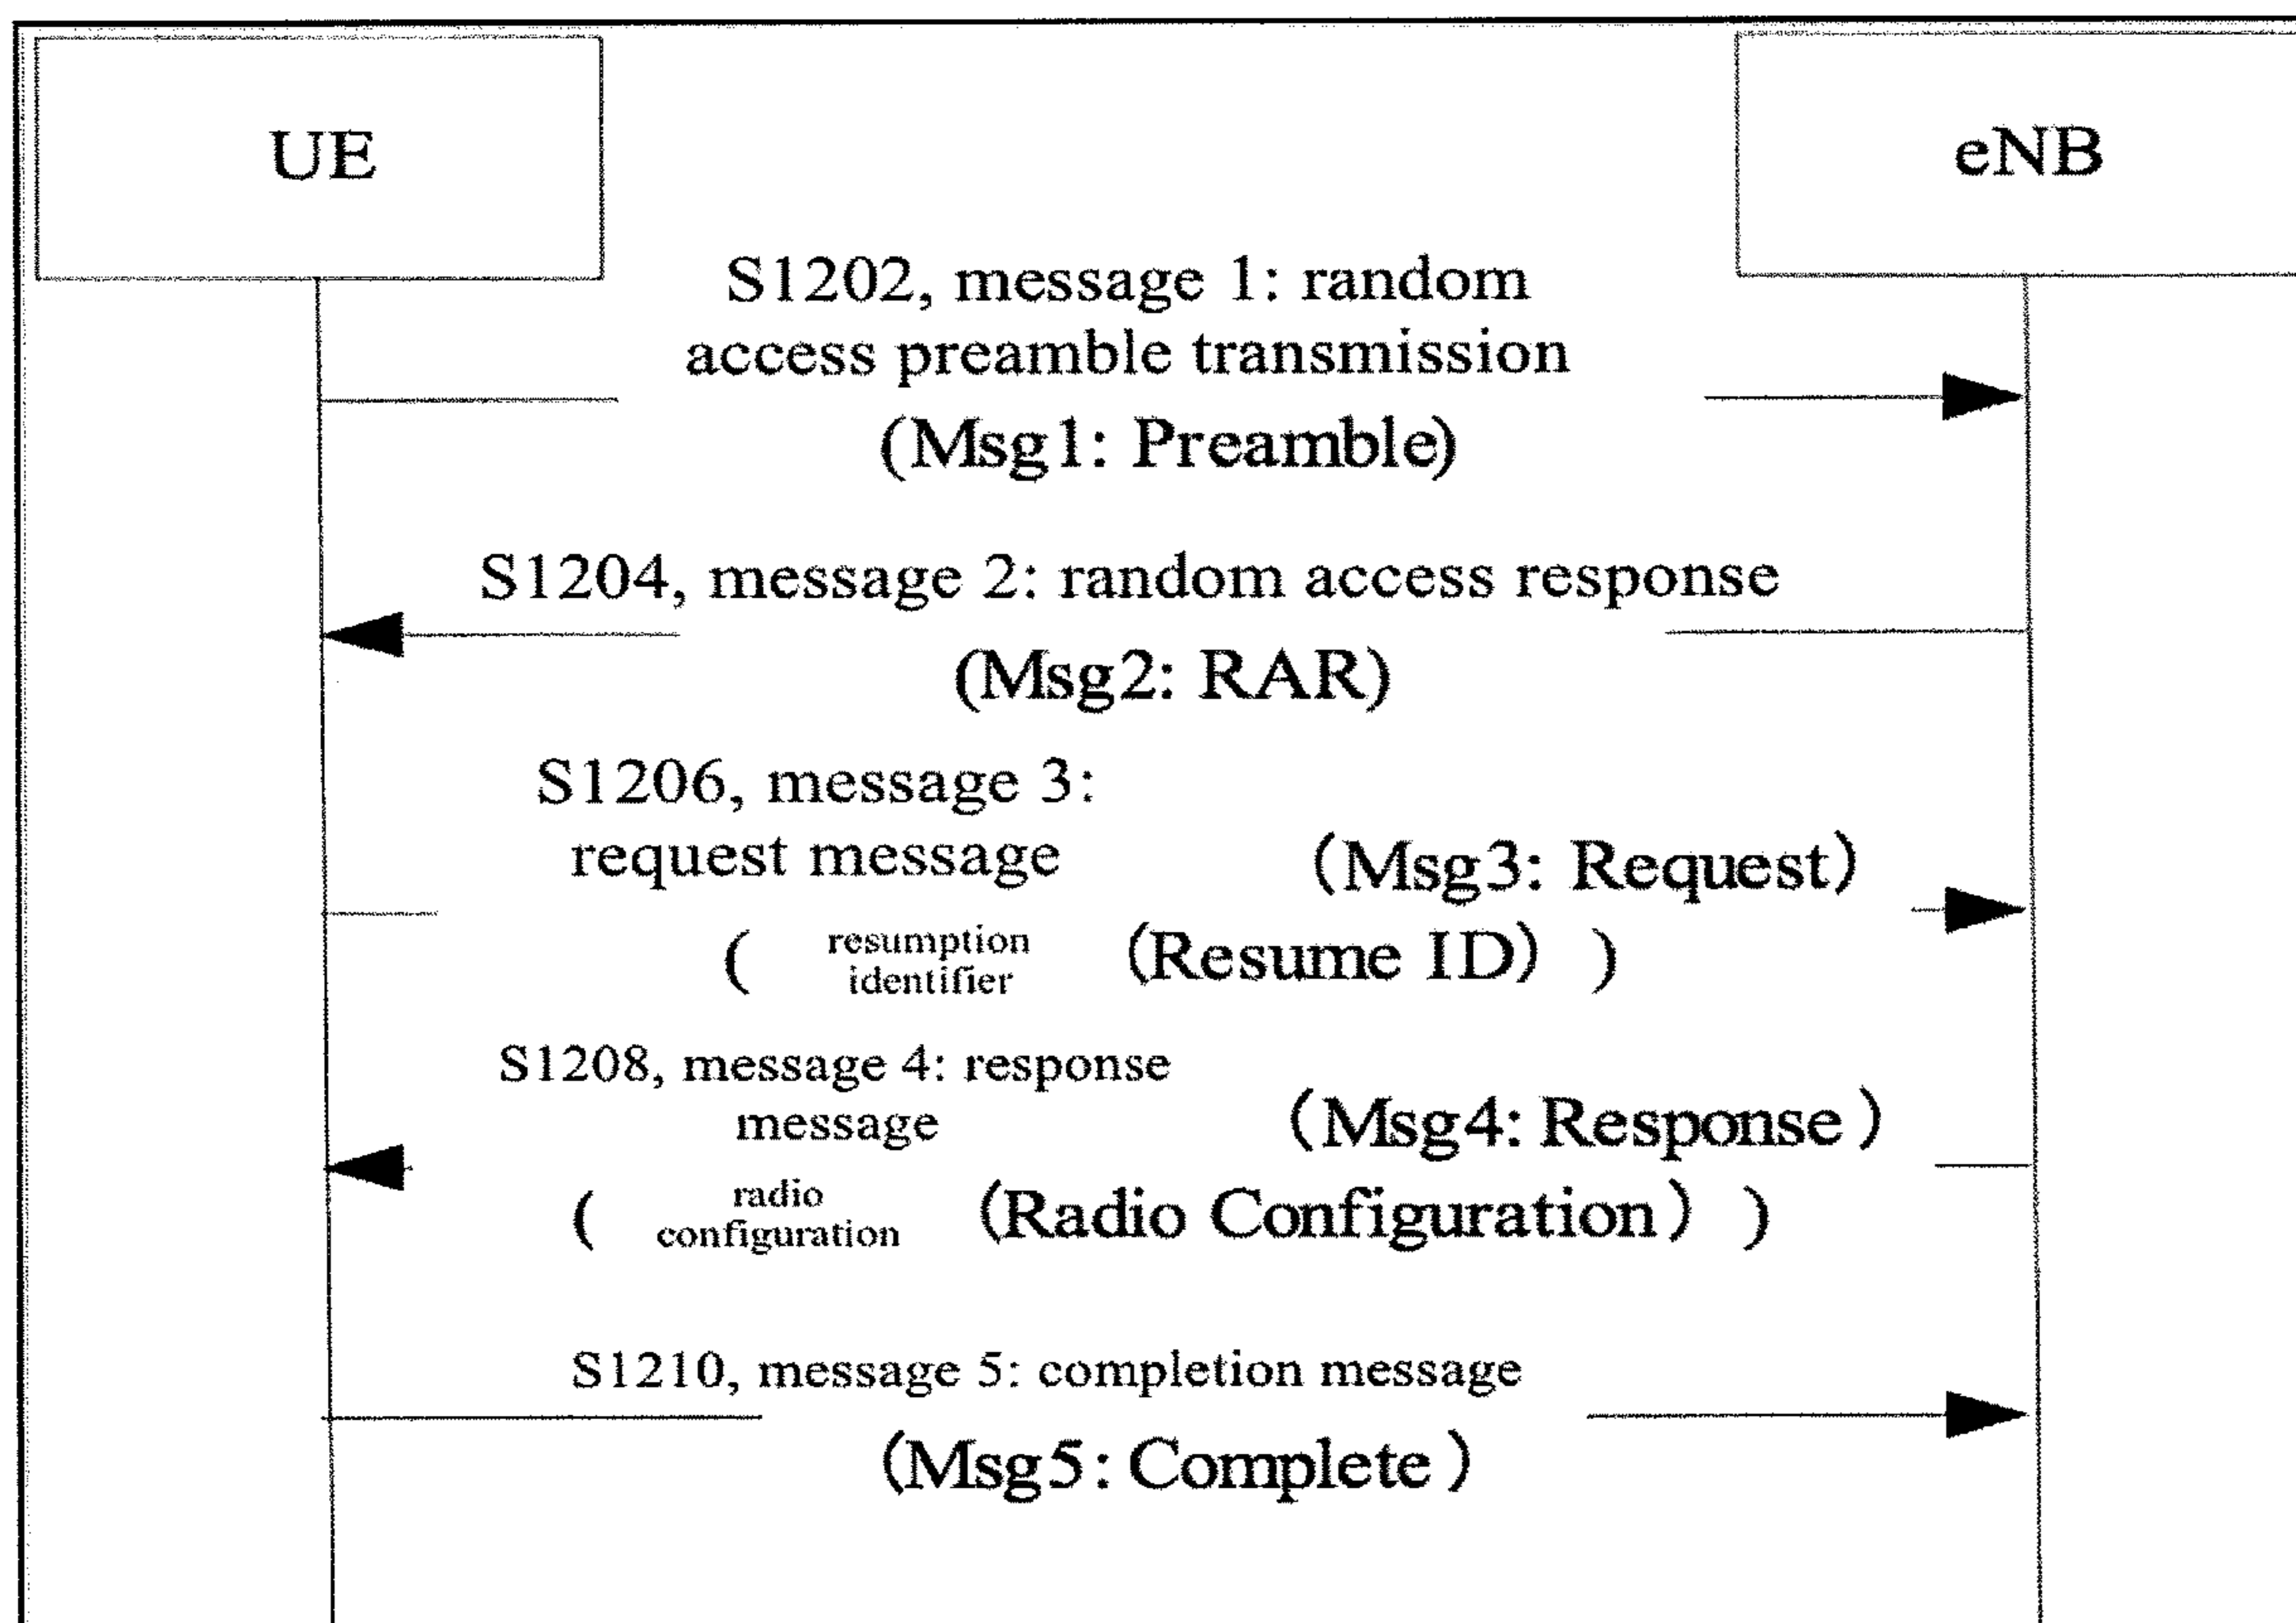 UE
eNB
S1202, message 1: random
access preamble transmission
(Msg1: Preamble)
S1204, message 2: random access response
(Msg2: RAR)
S1206, message 3:
request message
(Msg3: Request)
( resumption
identifier
(Resume ID) )
S1208, message 4: response
message
(Msg4: Response )
( radio
configuration
(Radio Configuration) )
S1210, message 5: completion message
(Msg5: Complete )